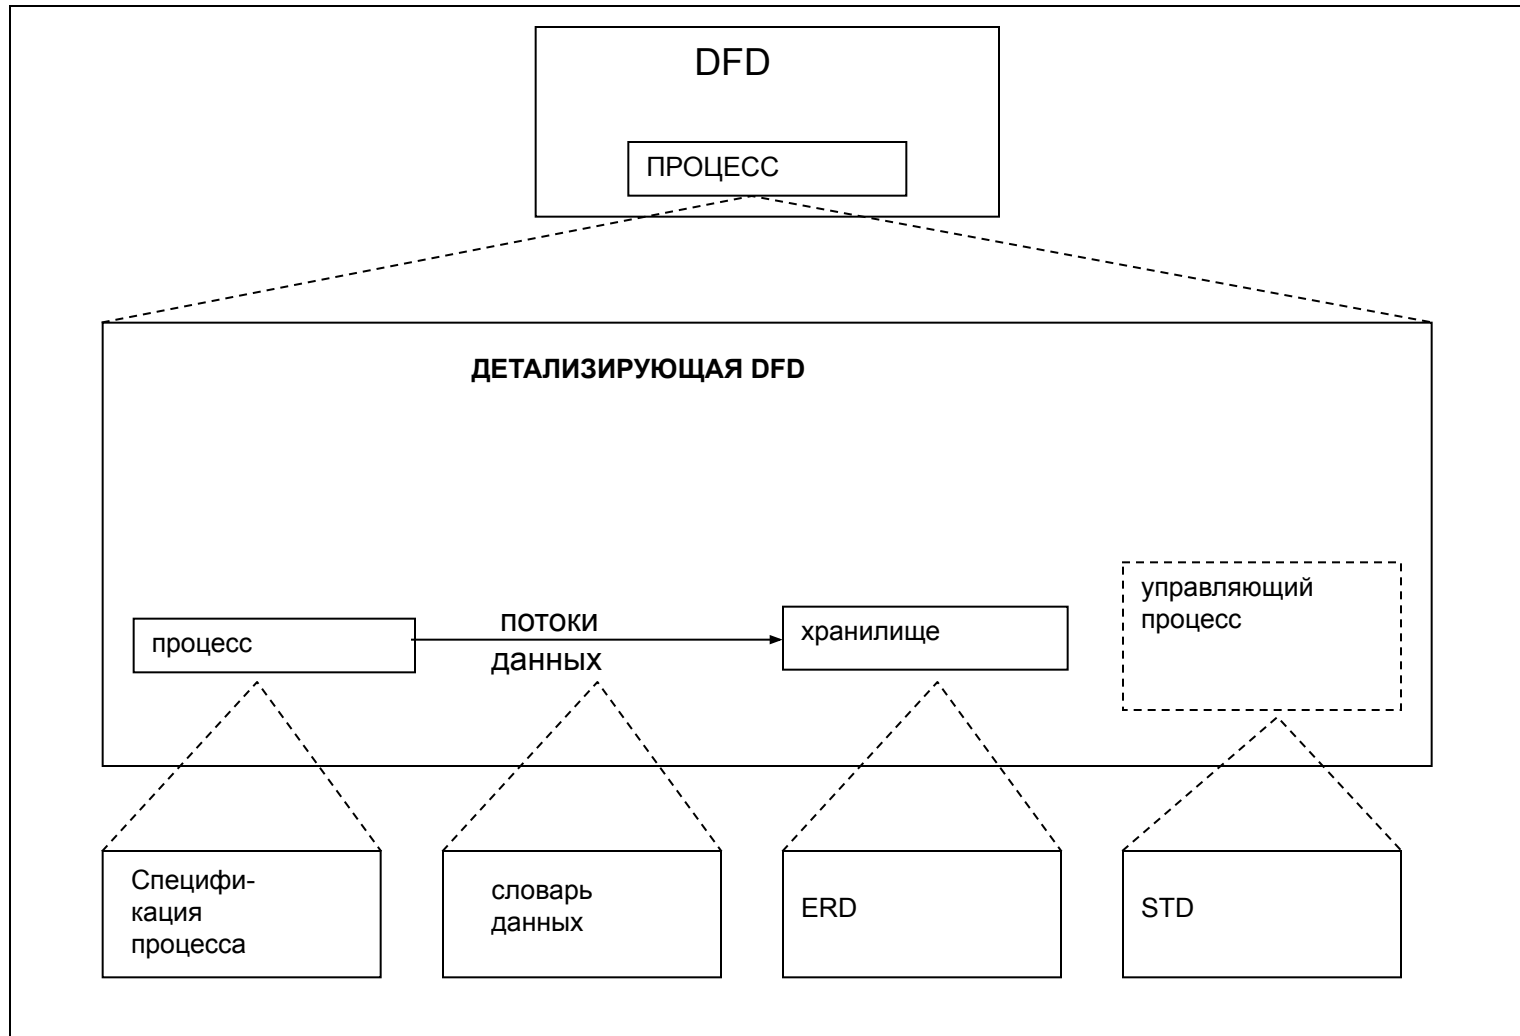 DFD
ПРОЦЕСС
ДЕТАЛИЗИРУЮЩАЯ DFD
процесс
потоки
данных
хранилище
управляющий
процесс
Специфи-
кация
процесса
словарь
данных
ERD
STD